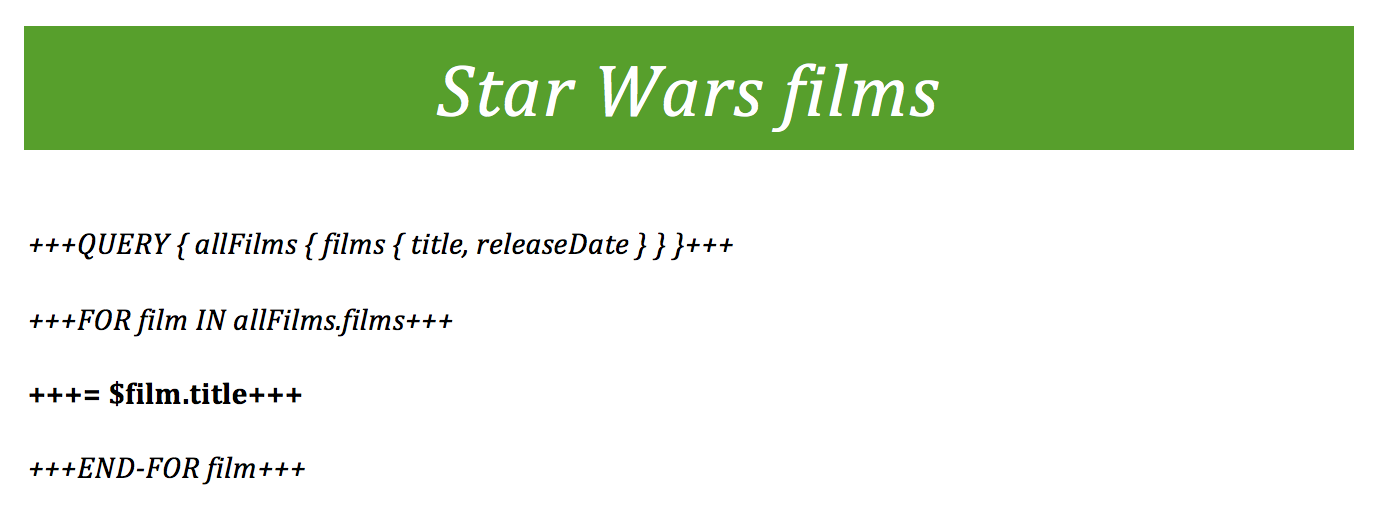 Star Wars films
+++QUERY { allFilms { films { title, releaseDate } } }+++
+++FOR film IN allFilms.films+++
+++= $film.title+++
+++END-FOR film+++